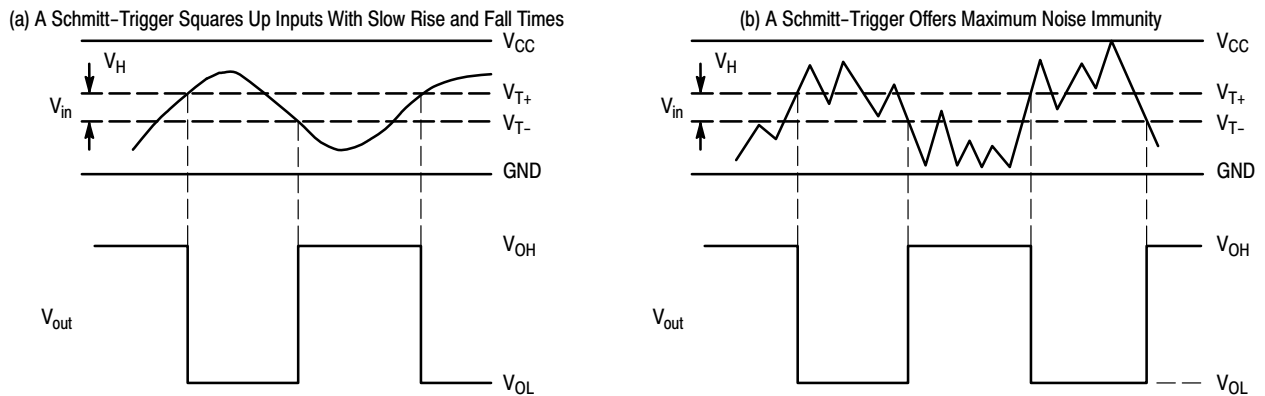 (a) A Schmitt−Trigger Squares Up Inputs With Slow Rise and Fall Times
VCC
VH
Vin
VT+
VT−
GND
VOH
Vout
VOL
(b) A Schmitt−Trigger Offers Maximum Noise Immunity
VCC
VH
Vin
VT+
VT−
GND
VOH
Vout
VOL